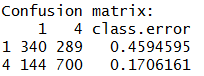 Confusion matrix:
    1   4 class.error
1 340 289   0.4594595
4 144 700   0.1706161